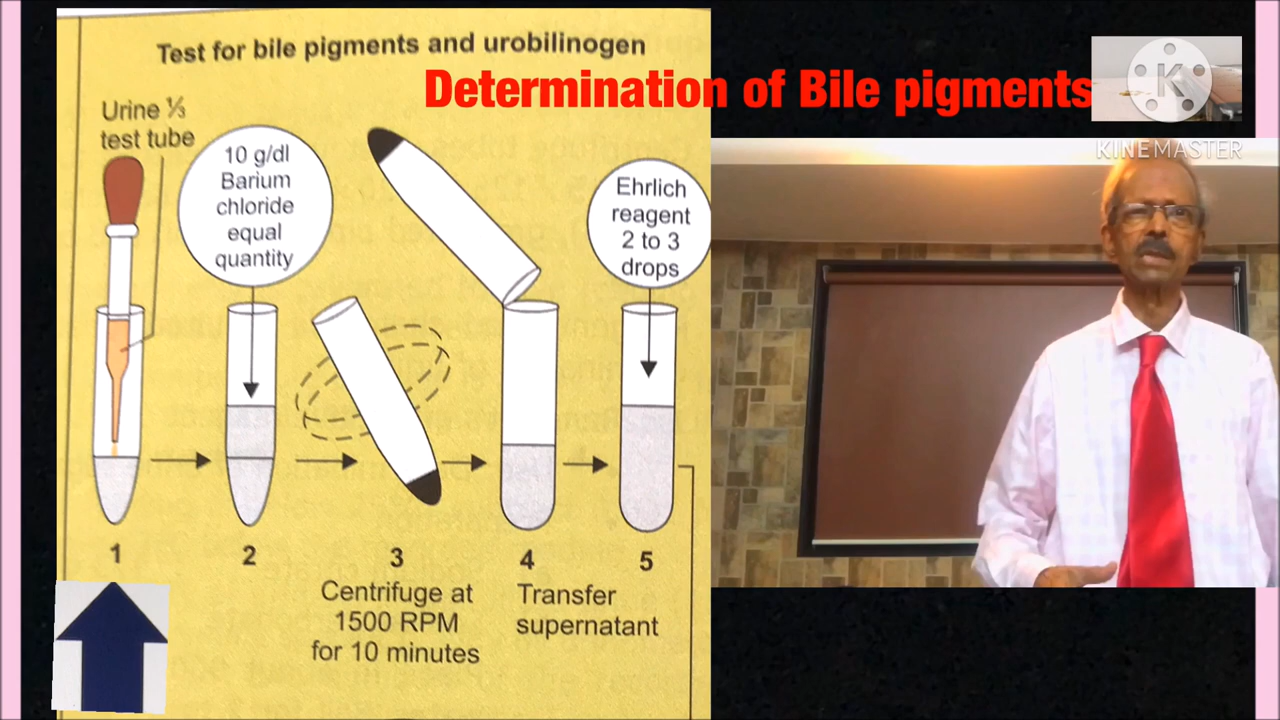 Test for bile pigments and urobilinogen
Determination of Bile pigments
K
KINEMASTER
Urine ⅓
test tube
10 g/dl
Barium
chloride
equal
quantity
Ehrlich
reagent
2 to 3
drops
1
2
3
4
5
Centrifuge at
1500 RPM
for 10 minutes
Transfer
supernatant